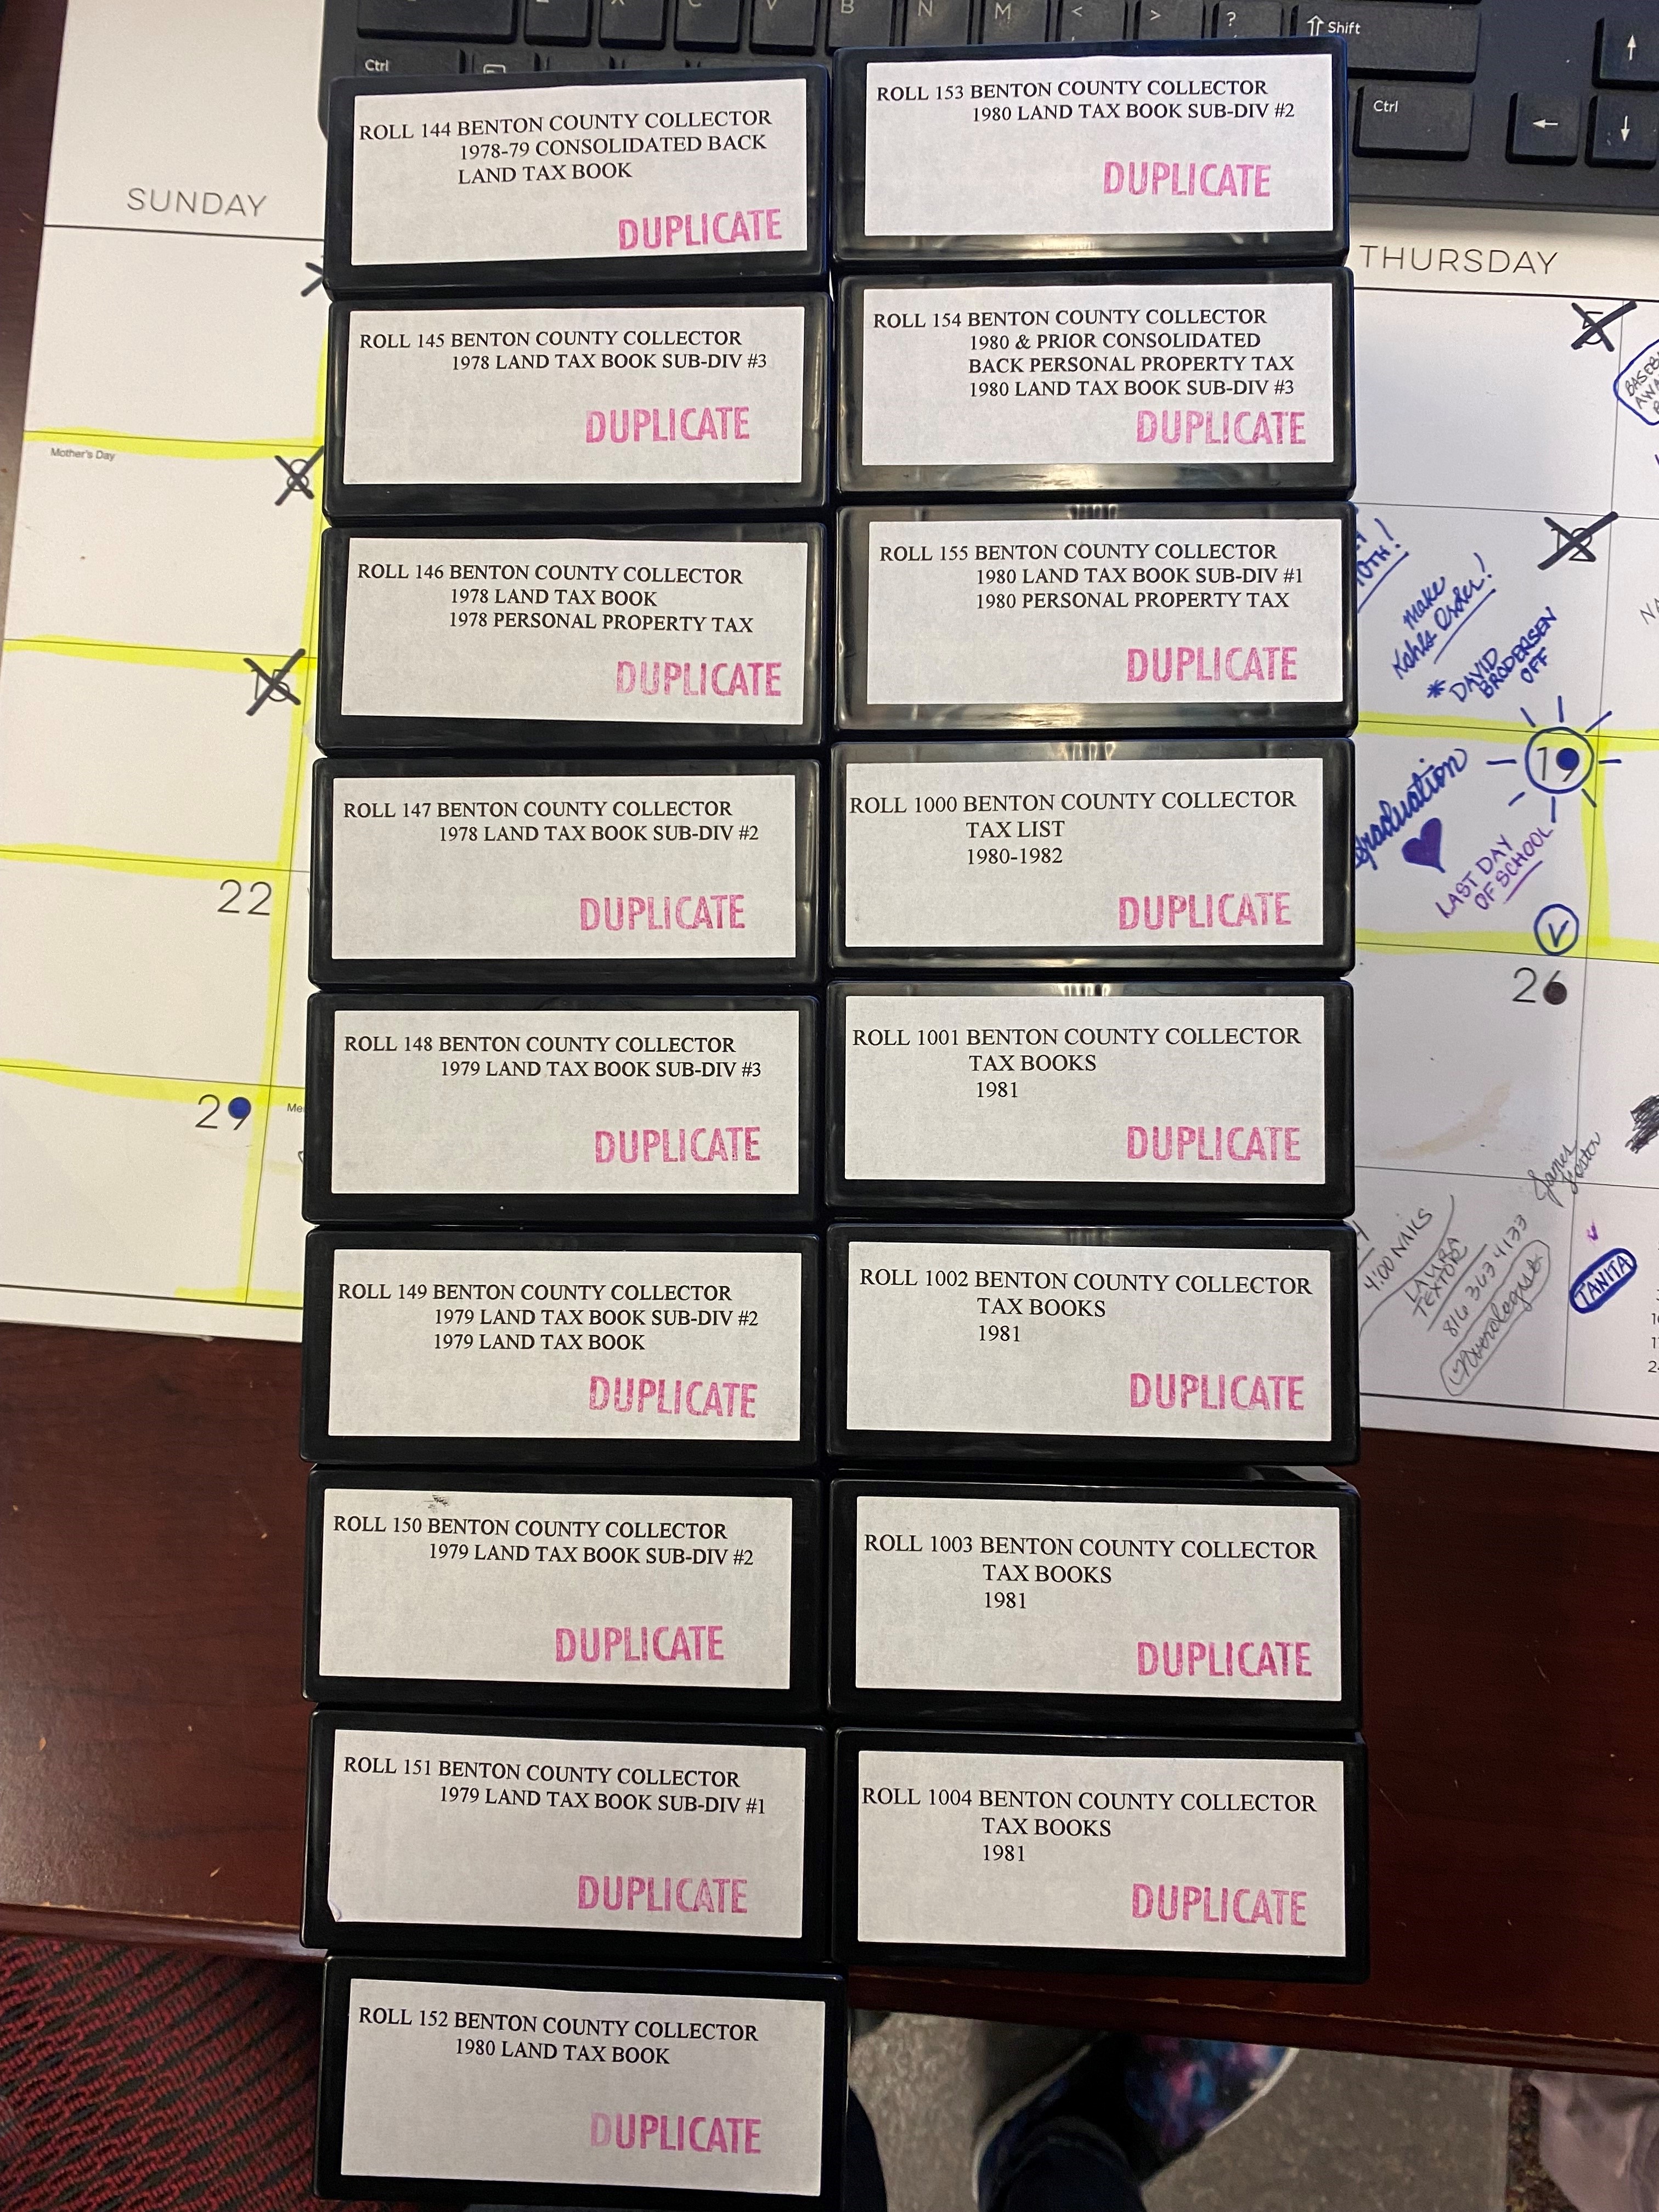 B N M < > ? ⇧ Shift
Ctrl
Ctrl
← ↓ ↑
SUNDAY
THURSDAY
Mother's Day
8
15
22
29
5
12
19
26
ROLL 144 BENTON COUNTY COLLECTOR
1978-79 CONSOLIDATED BACK
LAND TAX BOOK
DUPLICATE
ROLL 145 BENTON COUNTY COLLECTOR
1978 LAND TAX BOOK SUB-DIV #3
DUPLICATE
ROLL 146 BENTON COUNTY COLLECTOR
1978 LAND TAX BOOK
1978 PERSONAL PROPERTY TAX
DUPLICATE
ROLL 147 BENTON COUNTY COLLECTOR
1978 LAND TAX BOOK SUB-DIV #2
DUPLICATE
ROLL 148 BENTON COUNTY COLLECTOR
1979 LAND TAX BOOK SUB-DIV #3
DUPLICATE
ROLL 149 BENTON COUNTY COLLECTOR
1979 LAND TAX BOOK SUB-DIV #2
1979 LAND TAX BOOK
DUPLICATE
ROLL 150 BENTON COUNTY COLLECTOR
1979 LAND TAX BOOK SUB-DIV #2
DUPLICATE
ROLL 151 BENTON COUNTY COLLECTOR
1979 LAND TAX BOOK SUB-DIV #1
DUPLICATE
ROLL 152 BENTON COUNTY COLLECTOR
1980 LAND TAX BOOK
DUPLICATE
ROLL 153 BENTON COUNTY COLLECTOR
1980 LAND TAX BOOK SUB-DIV #2
DUPLICATE
ROLL 154 BENTON COUNTY COLLECTOR
1980 & PRIOR CONSOLIDATED
BACK PERSONAL PROPERTY TAX
1980 LAND TAX BOOK SUB-DIV #3
DUPLICATE
ROLL 155 BENTON COUNTY COLLECTOR
1980 LAND TAX BOOK SUB-DIV #1
1980 PERSONAL PROPERTY TAX
DUPLICATE
ROLL 1000 BENTON COUNTY COLLECTOR
TAX LIST
1980-1982
DUPLICATE
ROLL 1001 BENTON COUNTY COLLECTOR
TAX BOOKS
1981
DUPLICATE
ROLL 1002 BENTON COUNTY COLLECTOR
TAX BOOKS
1981
DUPLICATE
ROLL 1003 BENTON COUNTY COLLECTOR
TAX BOOKS
1981
DUPLICATE
ROLL 1004 BENTON COUNTY COLLECTOR
TAX BOOKS
1981
DUPLICATE
make
Kohls Order!
* DAVID
BRODERSEN
OFF
Graduation
LAST DAY
OF SCHOOL
V
James
4:00 NAILS
LAURA
TEXTOR
816 363 4133
TANITA